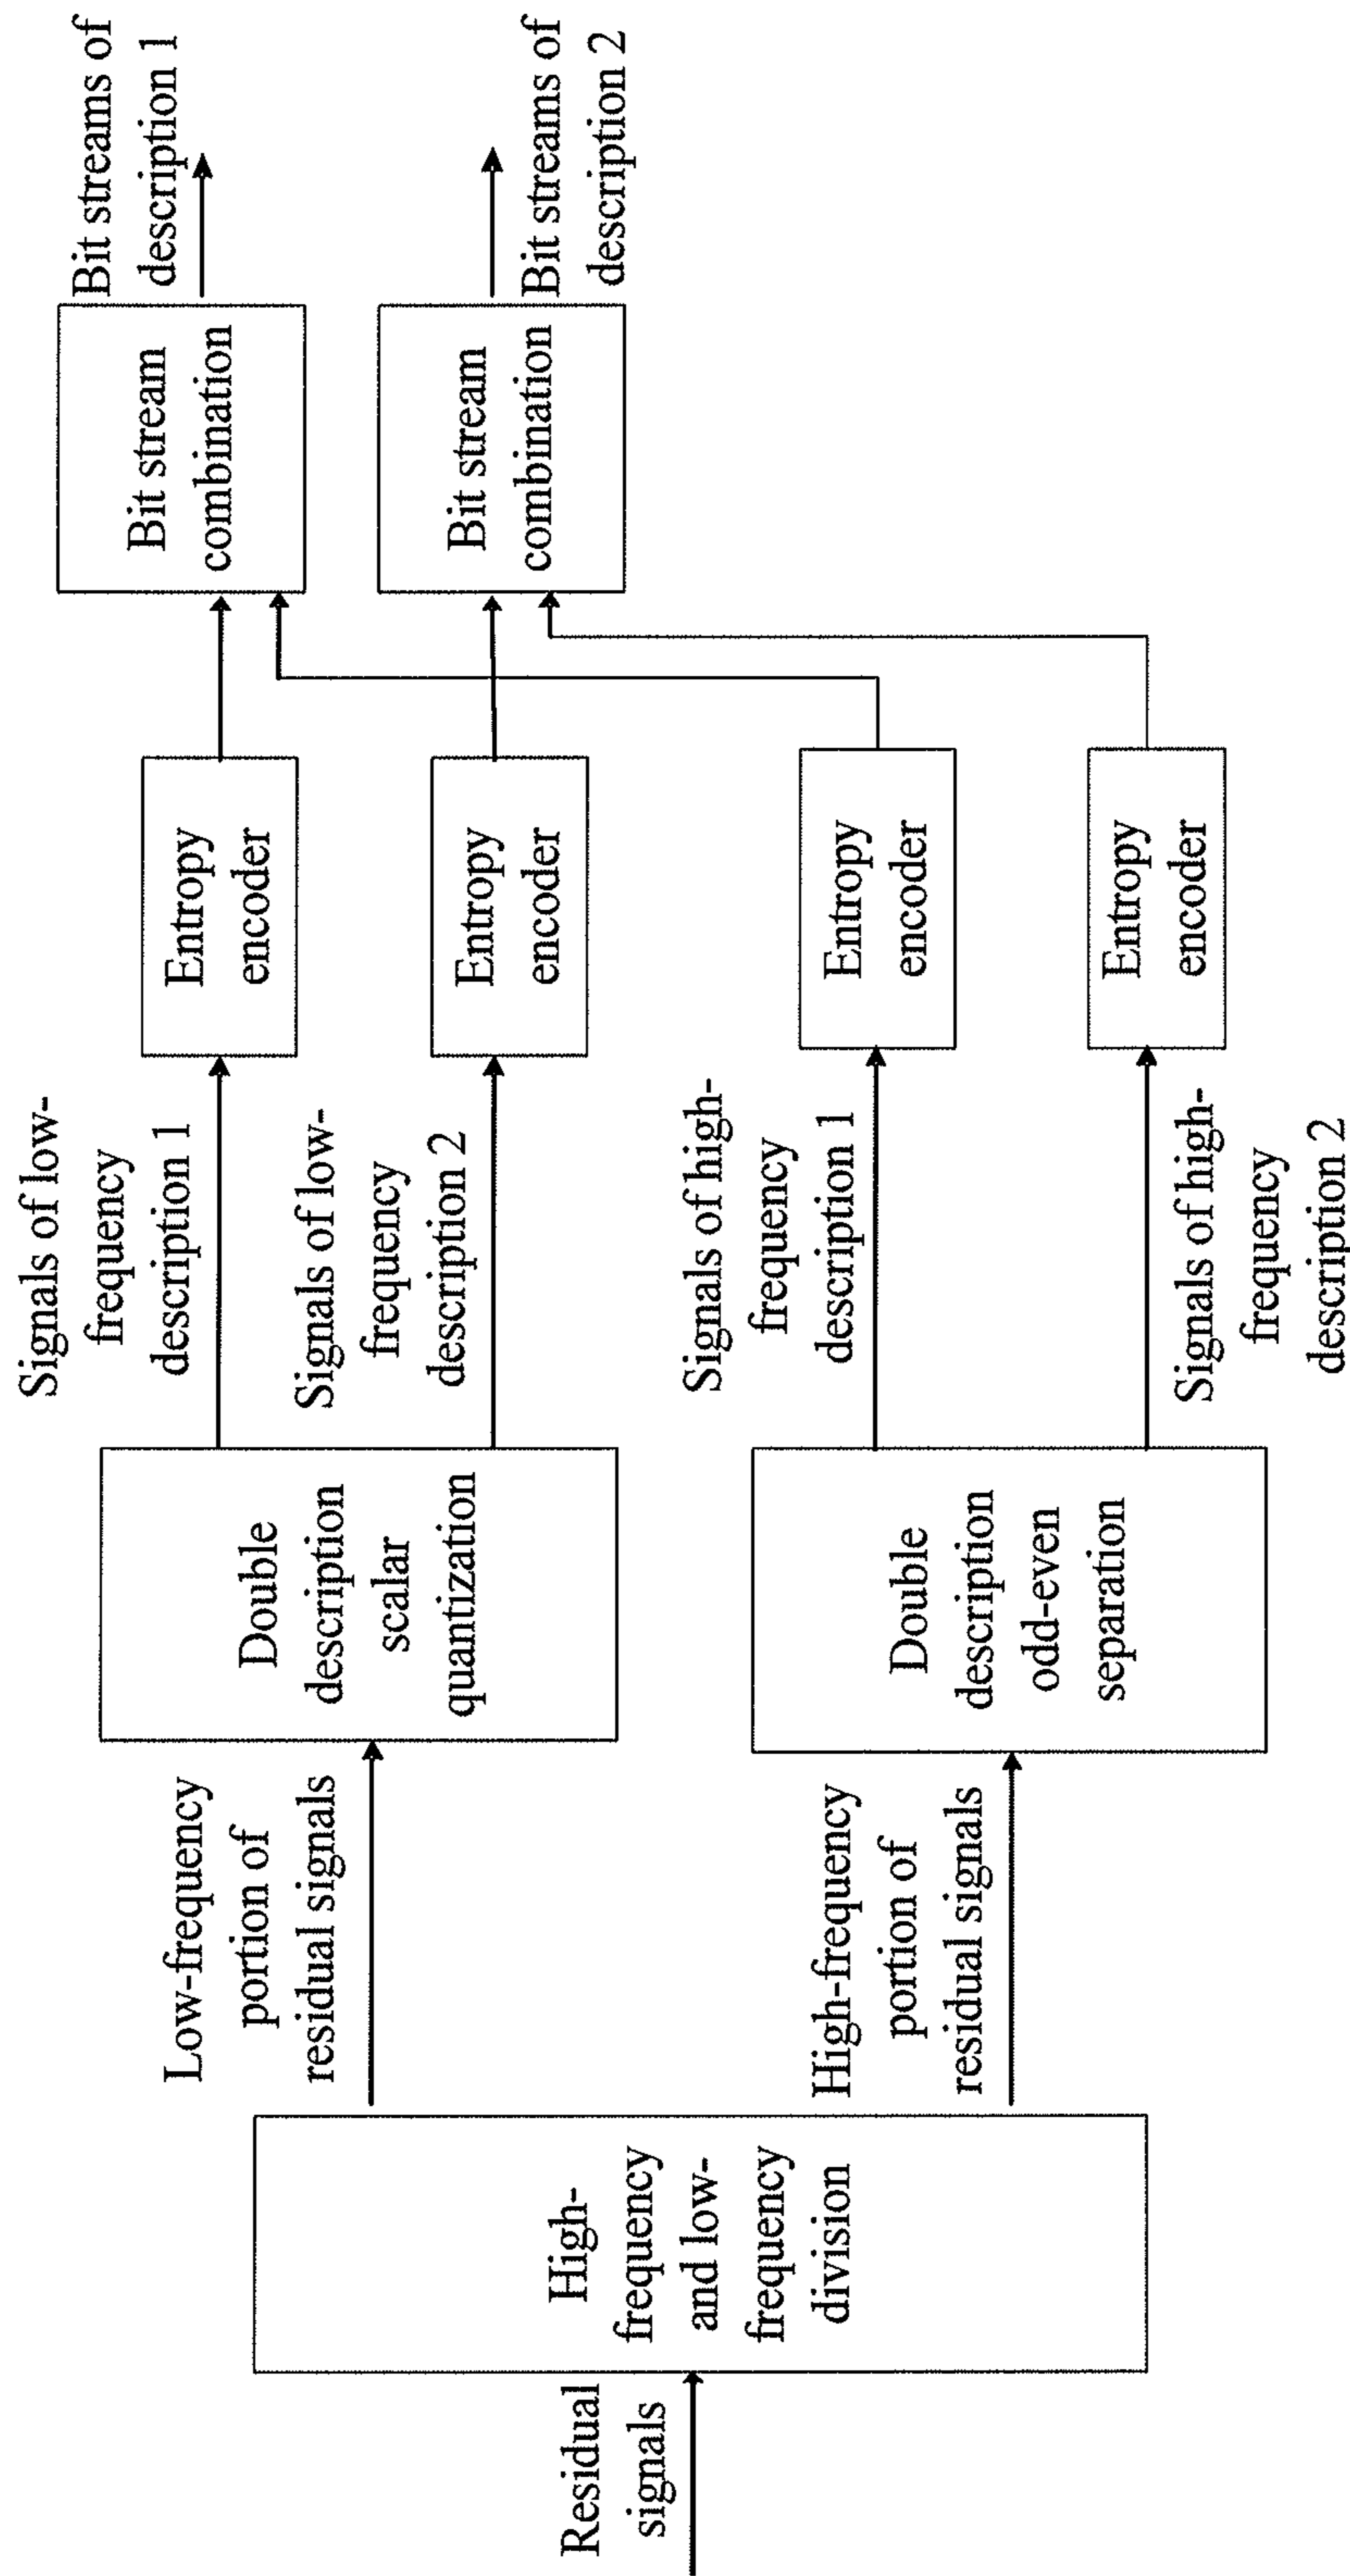 Residual
signals
High-
frequency
and low-
frequency
division
Low-frequency
portion of
residual signals
High-frequency
portion of
residual signals
Double
description
scalar
quantization
Double
description
odd-even
separation
Signals of low-
frequency
description 1
Signals of low-
frequency
description 2
Signals of high-
frequency
description 1
Signals of high-
frequency
description 2
Entropy
encoder
Entropy
encoder
Entropy
encoder
Entropy
encoder
Bit stream
combination
Bit stream
combination
Bit streams of
description 1
Bit streams of
description 2